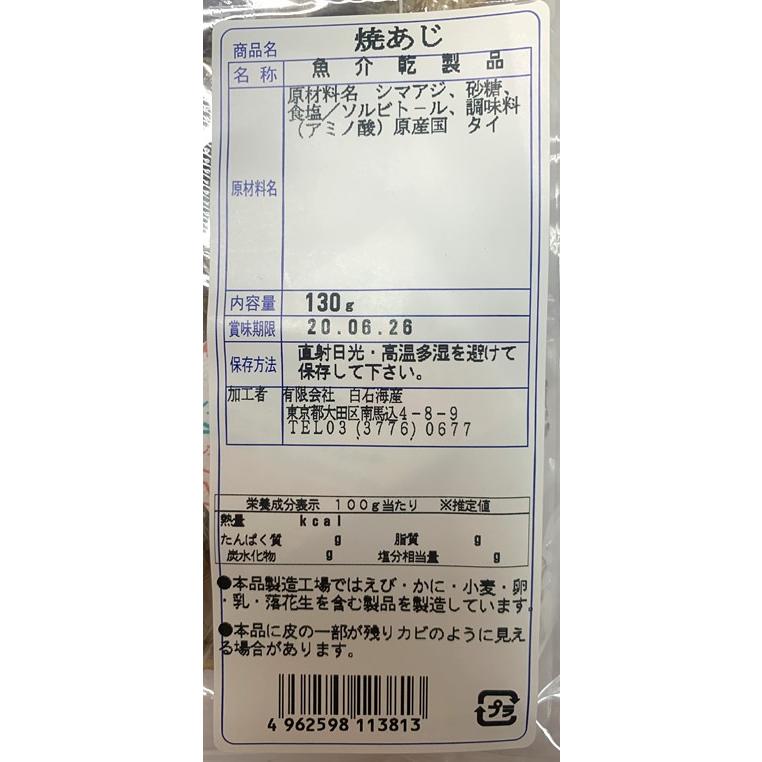 商品名 焼あじ
名称 魚介乾製品
原材料名 原材料名 シマアジ、砂糖、
食塩／ソルビトール、調味料
（アミノ酸）原産国 タイ
内容量 130g
賞味期限 20.06.26
保存方法 直射日光・高温多湿を避けて
保存して下さい。
加工者 有限会社 白石海産
東京都大田区南馬込4-8-9
TEL03(3776)0677
栄養成分表示 100g当たり ※推定値
熱量 kcal
たんぱく質 g 脂質 g
炭水化物 g 塩分相当量 g
●本品製造工場ではえび・かに・小麦・卵
・乳・落花生を含む製品を製造しています。
●本品に皮の一部が残りカビのように見え
る場合があります。
4 962598 113813
プラ